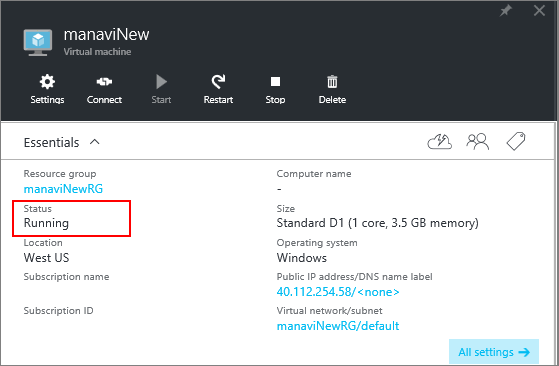 manaviNew
Virtual machine
Settings Connect Start Restart Stop Delete
Essentials
Resource group
manaviNewRG
Computer name
-
Status
Running
Size
Standard D1 (1 core, 3.5 GB memory)
Location
West US
Operating system
Windows
Subscription name
Public IP address/DNS name label
40.112.254.58/<none>
Subscription ID
Virtual network/subnet
manaviNewRG/default
All settings →